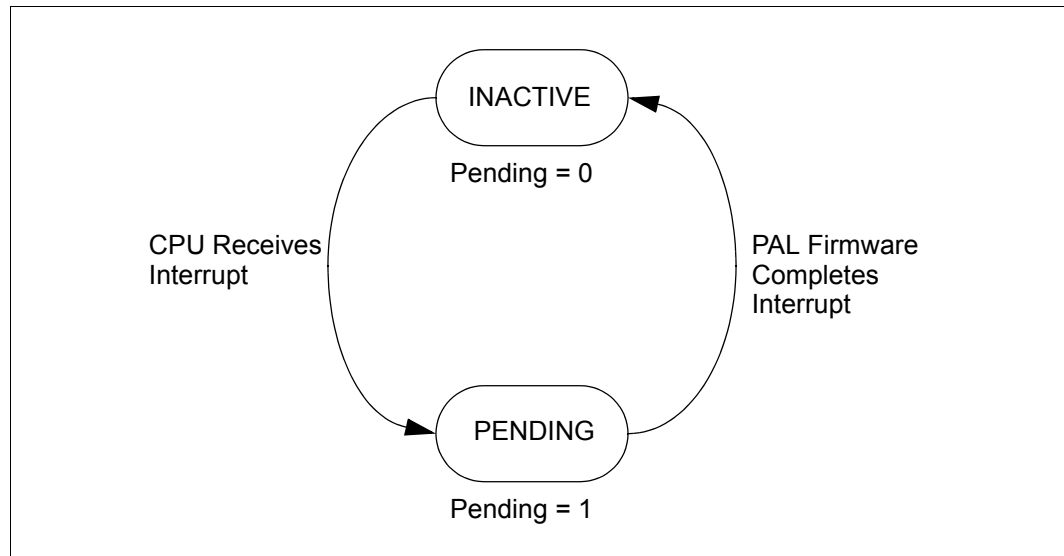 INACTIVE
Pending = 0
CPU Receives
Interrupt
PAL Firmware
Completes
Interrupt
PENDING
Pending = 1